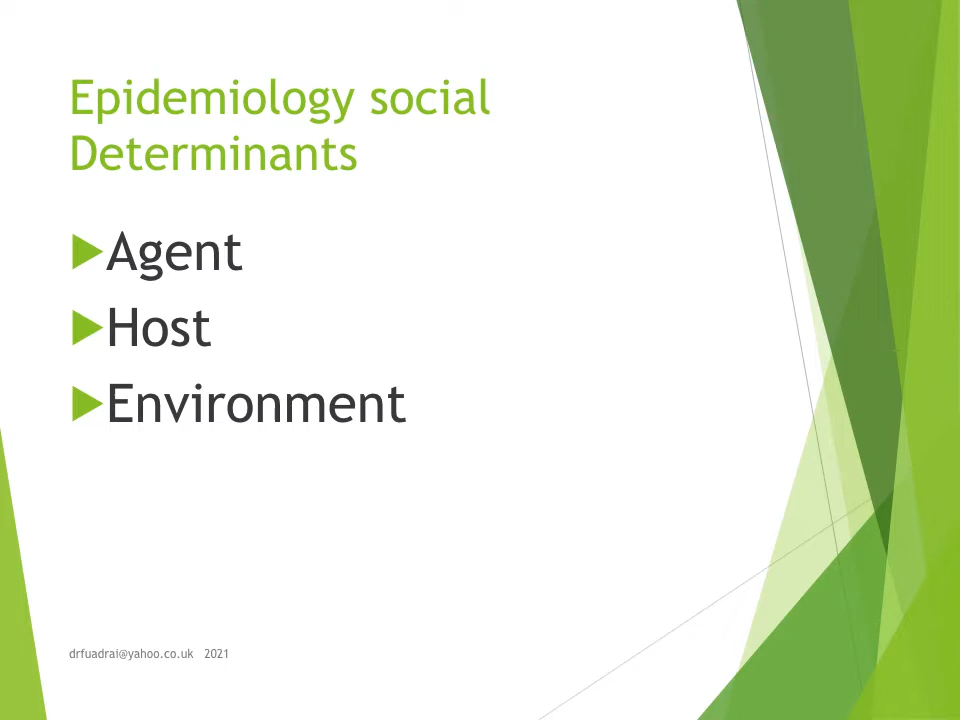 Epidemiology social
Determinants
Agent
Host
Environment
drfuadrai@yahoo.co.uk 2021